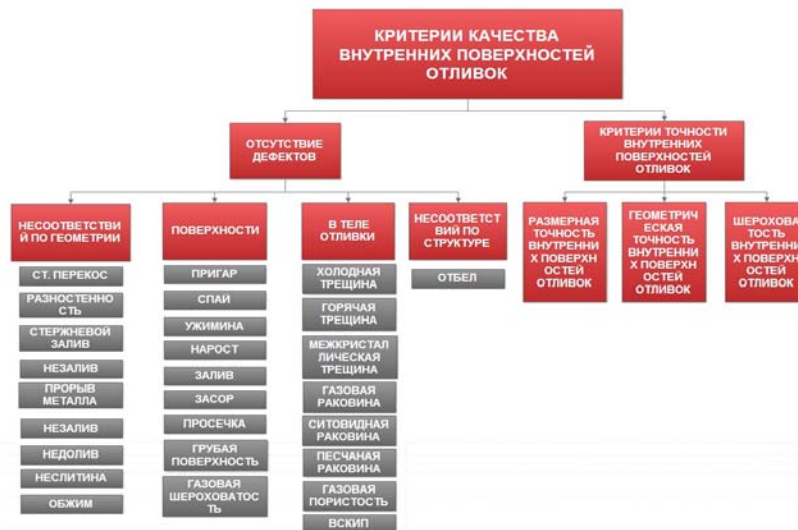 КРИТЕРИИ КАЧЕСТВА
ВНУТРЕННИХ ПОВЕРХНОСТЕЙ
ОТЛИВОК
ОТСУТСТВИЕ
ДЕФЕКТОВ
КРИТЕРИИ ТОЧНОСТИ
ВНУТРЕННИХ
ПОВЕРХНОСТЕЙ
ОТЛИВОК
НЕСООТВЕТСТВИ
Й ПО ГЕОМЕТРИИ
СТ. ПЕРЕКОС
РАЗНОСТЕННО
СТЬ
СТЕРЖНЕВОЙ
ЗАЛИВ
НЕЗАЛИВ
ПРОРЫВ
МЕТАЛЛА
НЕЗАЛИВ
НЕДОЛИВ
НЕСЛИТИНА
ОБЖИМ
ПОВЕРХНОСТИ
ПРИГАР
СПАЙ
УЖИМИНА
НАРОСТ
ЗАЛИВ
ЗАСОР
ПРОСЕЧКА
ГРУБАЯ
ПОВЕРХНОСТЬ
ГАЗОВАЯ
ШЕРОХОВАТОС
ТЬ
В ТЕЛЕ
ОТЛИВКИ
ХОЛОДНАЯ
ТРЕЩИНА
ГОРЯЧАЯ
ТРЕЩИНА
МЕЖКРИСТАЛ
ЛИЧЕСКАЯ
ТРЕЩИНА
ГАЗОВАЯ
РАКОВИНА
СИТОВИДНАЯ
РАКОВИНА
ПЕСЧАНАЯ
РАКОВИНА
ГАЗОВАЯ
ПОРИСТОСТЬ
ВСКИП
НЕСООТВЕТСТ
ВИЙ ПО
СТРУКТУРЕ
ОТБЕЛ
РАЗМЕРНАЯ
ТОЧНОСТЬ
ВНУТРЕННИ
Х ПОВЕРХН
ОСТЕЙ
ОТЛИВОК
ГЕОМЕТРИЧ
ЕСКАЯ
ТОЧНОСТЬ
ВНУТРЕННИ
Х ПОВЕРХН
ОСТЕЙ
ОТЛИВОК
ШЕРОХОВА
ТОСТЬ
ВНУТРЕННИ
Х ПОВЕРХН
ОСТЕЙ
ОТЛИВОК